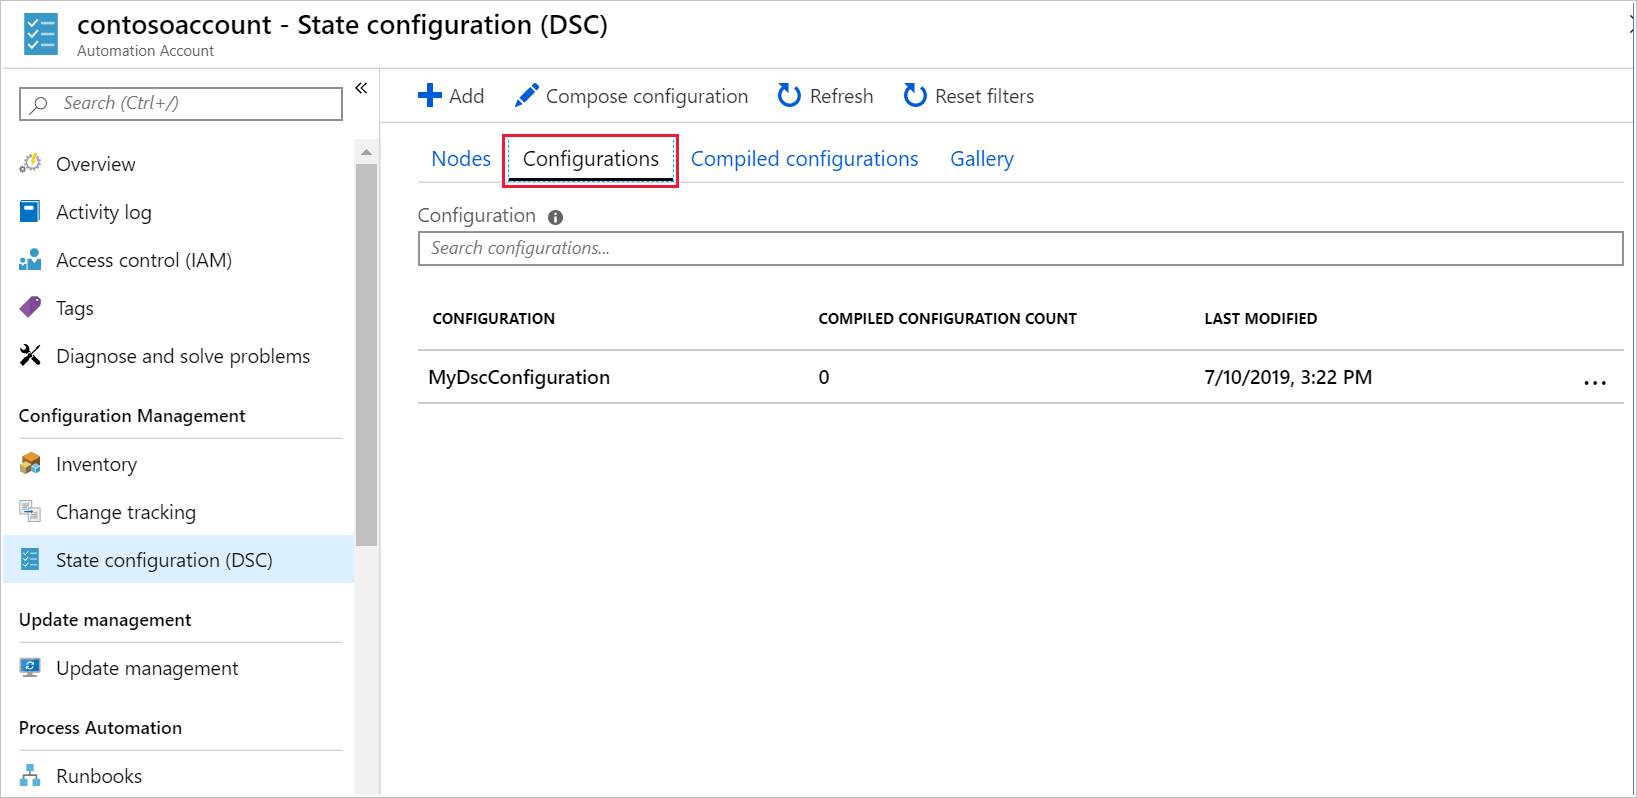 contosoaccount - State configuration (DSC)
Automation Account
Search (Ctrl+/)
«
Overview
Activity log
Access control (IAM)
Tags
Diagnose and solve problems
Configuration Management
Inventory
Change tracking
State configuration (DSC)
Update management
Update management
Process Automation
Runbooks
Add Compose configuration Refresh Reset filters
Nodes Configurations Compiled configurations Gallery
Configuration
Search configurations...
CONFIGURATION COMPILED CONFIGURATION COUNT LAST MODIFIED
MyDscConfiguration 0 7/10/2019, 3:22 PM ...